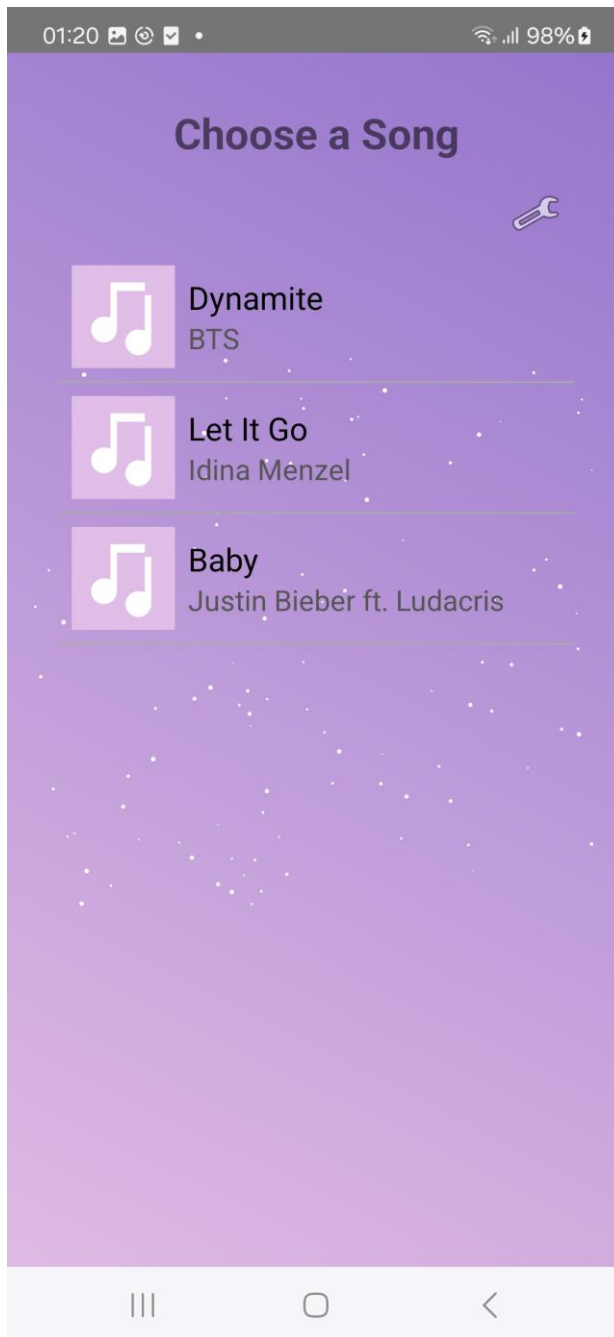 01:20
98%
Choose a Song
Dynamite
BTS
Let It Go
Idina Menzel
Baby
Justin Bieber ft. Ludacris